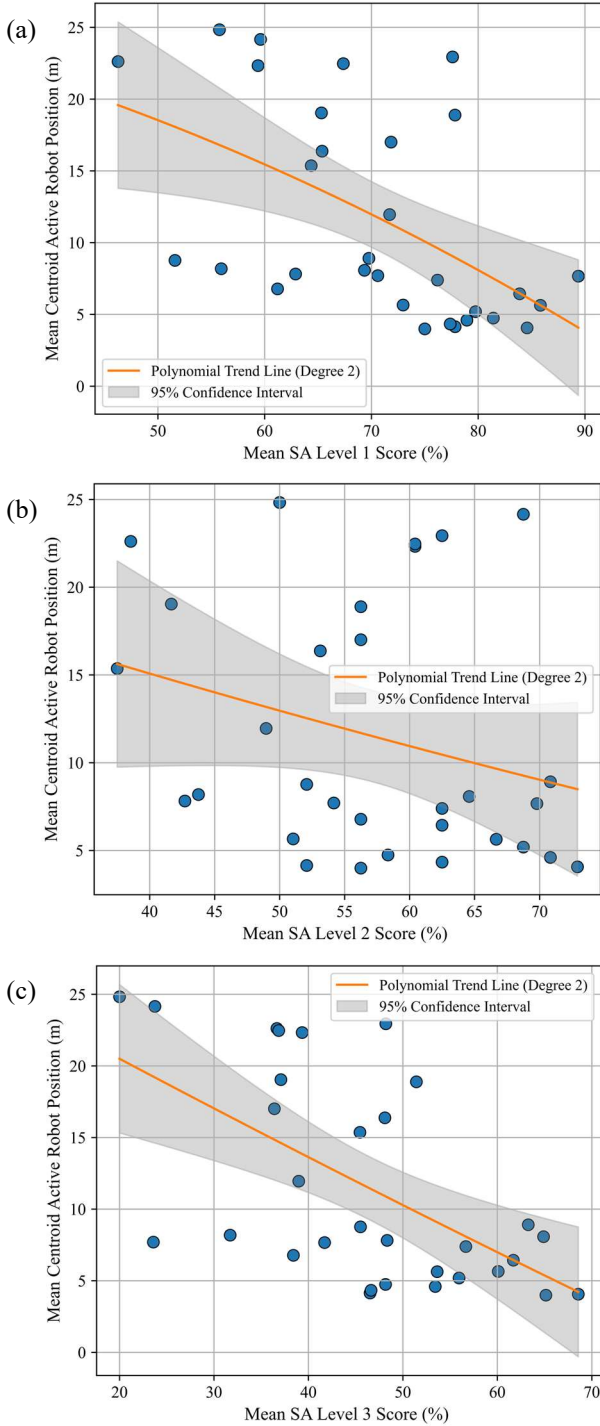 (a)
25
20
15
10
5
0
Mean Centroid Active Robot Position (m)
Polynomial Trend Line (Degree 2)
95% Confidence Interval
50 60 70 80 90
Mean SA Level 1 Score (%)
(b)
25
20
15
10
5
Mean Centroid Active Robot Position (m)
Polynomial Trend Line (Degree 2)
95% Confidence Interval
40 45 50 55 60 65 70
Mean SA Level 2 Score (%)
(c)
Polynomial Trend Line (Degree 2)
95% Confidence Interval
25
20
15
10
5
0
Mean Centroid Active Robot Position (m)
20 30 40 50 60 70
Mean SA Level 3 Score (%)